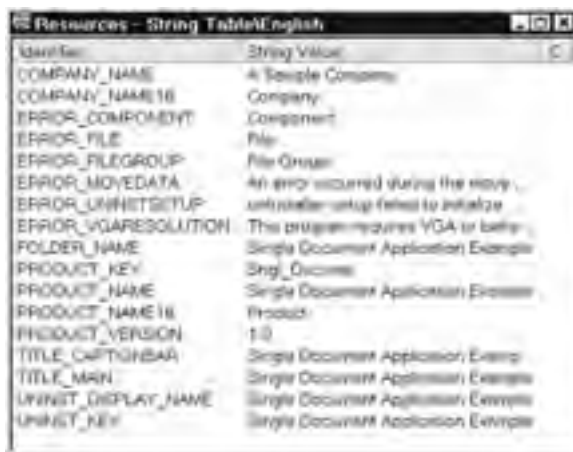 Resources - String Table\English
Identifier String Value C
COMPANY_NAME A Sample Company
COMPANY_NAME16 Company
ERROR_COMPONENT Component:
ERROR_FILE File:
ERROR_FILEGROUP File Group:
ERROR_MOVEDATA An error occurred during the move ...
ERROR_UNINSTSETUP unInstaller setup failed to initialize
ERROR_VGARESOLUTION This program requires VGA or better ...
FOLDER_NAME Single Document Application Example
PRODUCT_KEY
PRODUCT_NAME Single Document Application Example
PRODUCT_NAME16 Product
PRODUCT_VERSION 1.0
TITLE_CAPTIONBAR Single Document Application Examp
TITLE_MAIN Single Document Application Example
UNINST_DISPLAY_NAME Single Document Application Example
UNINST_KEY Single Document Application Example